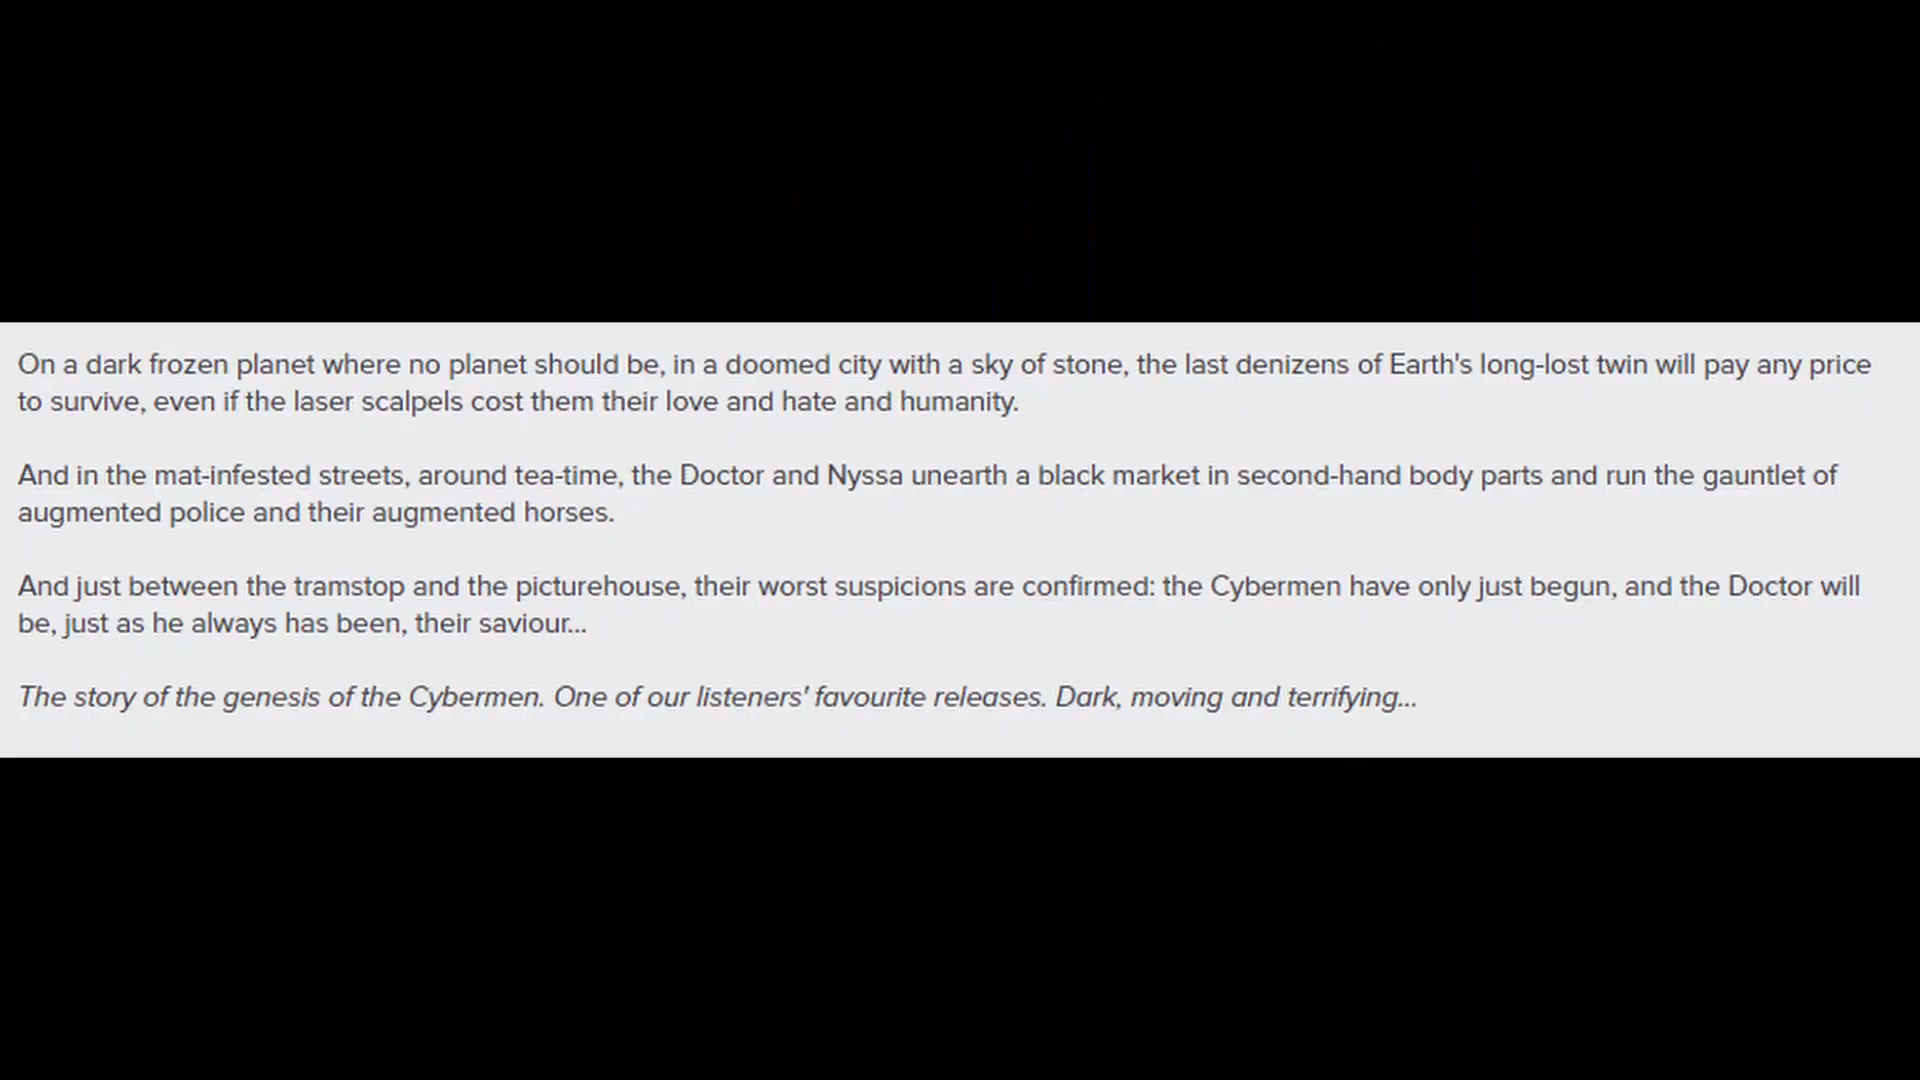 On a dark frozen planet where no planet should be, in a doomed city with a sky of stone, the last denizens of Earth's long-lost twin will pay any price
to survive, even if the laser scalpels cost them their love and hate and humanity.
And in the mat-infested streets, around tea-time, the Doctor and Nyssa unearth a black market in second-hand body parts and run the gauntlet of
augmented police and their augmented horses.
And just between the tramstop and the picturehouse, their worst suspicions are confirmed: the Cybermen have only just begun, and the Doctor will
be, just as he always has been, their saviour...
The story of the genesis of the Cybermen. One of our listeners' favourite releases. Dark, moving and terrifying...